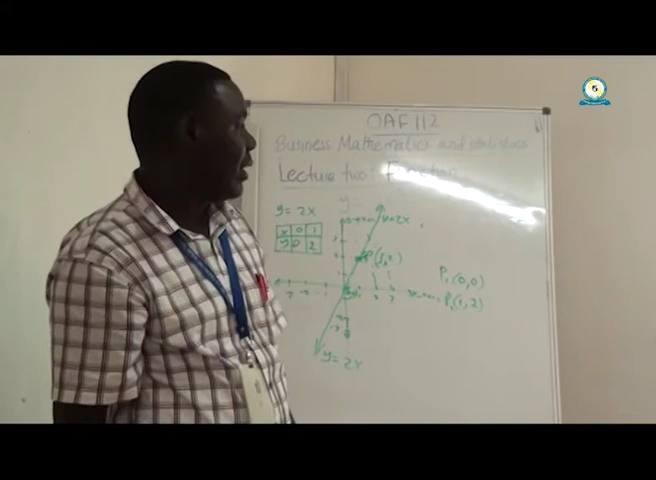 OAF 112
Business Mathematics and Statistics
Lecture two: Function
y = 2x
x 0 1
y 0 2
y=2x
P₂(1,2)
P₁(0,0)
P₂(1,2)
y = 2x